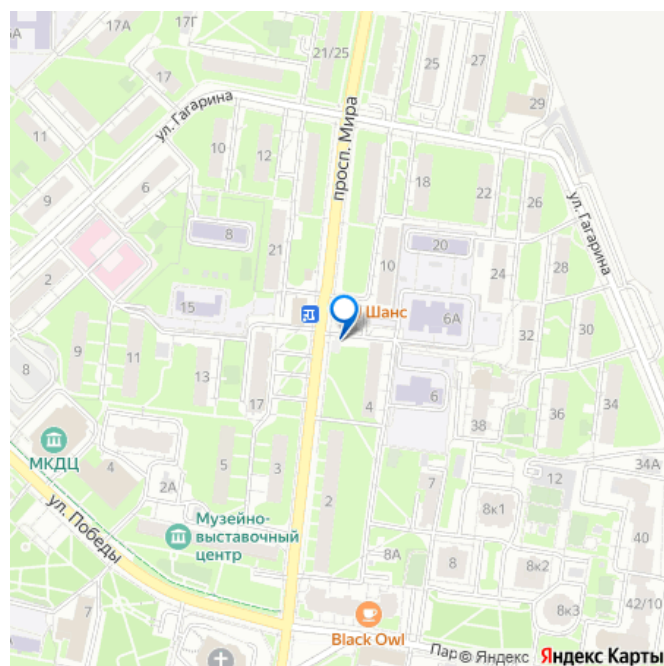 17А
17Г
21/25
25
27
17
29
ул. Гагарина
просп. Мира
11
10
12
6
18
22
26
9
8
20
ул. Гагарина
21
10
24
28
2
15
Шанс
6А
32
30
9
11
8
13
4
6
17
38
36
34
МКДЦ
4
5
3
7
34А
2А
12
2
8к1
ул. Победы
Музейно-
выставочный
центр
40
8А
8
8к2
7
8к3
42/10
Black Owl
Пар
© Яндекс
Яндекс Карты